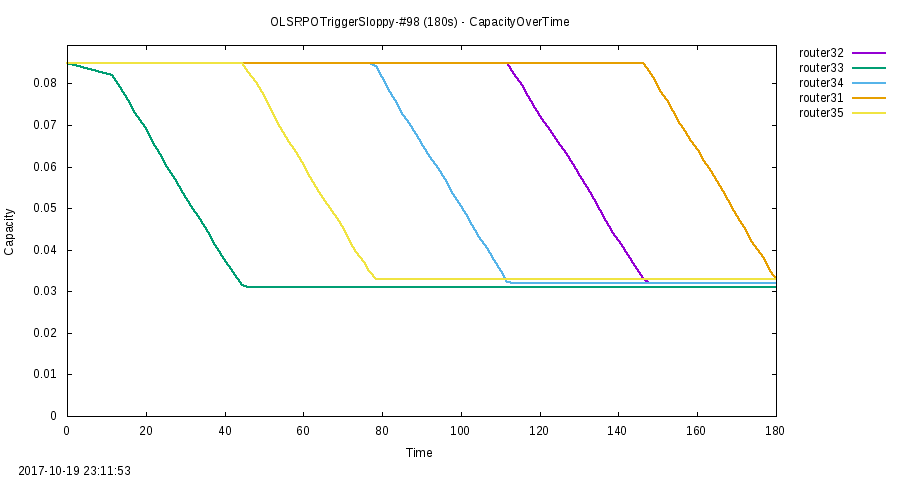 OLSRPOTriggerSloppy-#98 (180s) - CapacityOverTime
router32
router33
router34
router31
router35
Capacity
0.08
0.07
0.06
0.05
0.04
0.03
0.02
0.01
0
0 20 40 60 80 100 120 140 160 180
Time
2017-10-19 23:11:53